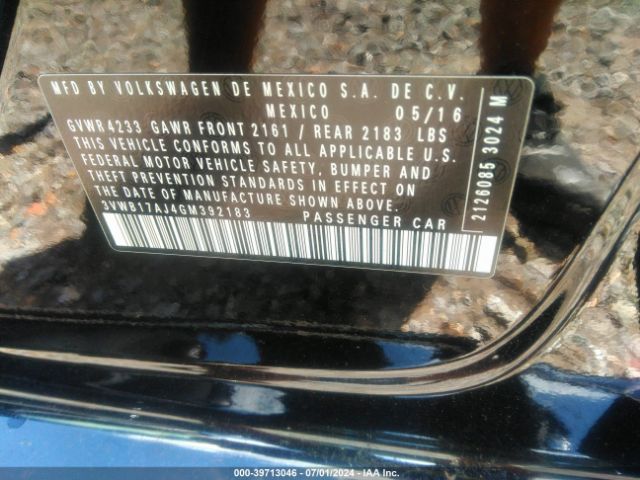 MFD BY VOLKSWAGEN DE MEXICO S.A. DE C.V.
MEXICO 05/16
GVWR 4233 GAWR FRONT 2161 / REAR 2183 LBS
THIS VEHICLE CONFORMS TO ALL APPLICABLE U.S.
FEDERAL MOTOR VEHICLE SAFETY, BUMPER AND
THEFT PREVENTION STANDARDS IN EFFECT ON
THE DATE OF MANUFACTURE SHOWN ABOVE.
3VWB17AJ4GM392183 PASSENGER CAR
2126085 3024 M
000-39713046 - 07/01/2024 - IAA Inc.